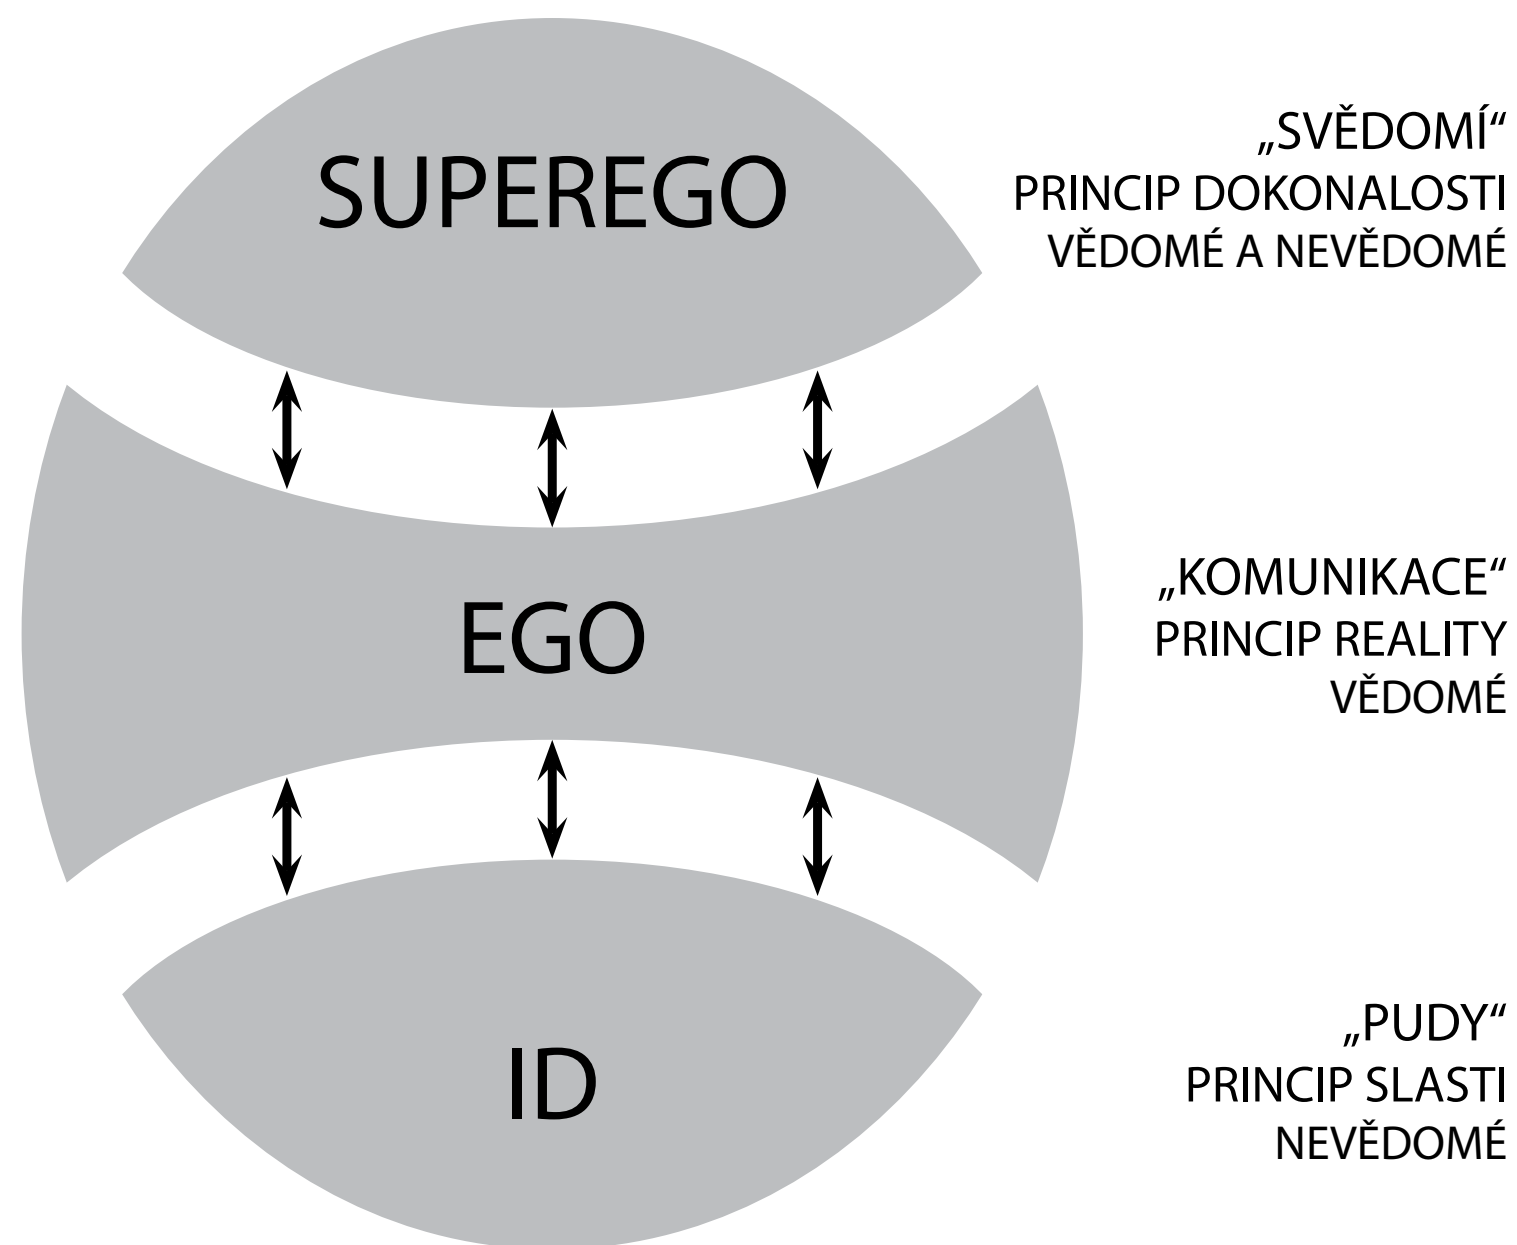 SUPEREGO
„SVĚDOMÍ“
PRINCIP DOKONALOSTI
VĚDOMÉ A NEVĚDOMÉ
EGO
„KOMUNIKACE“
PRINCIP REALITY
VĚDOMÉ
ID
„PUDY“
PRINCIP SLASTI
NEVĚDOMÉ